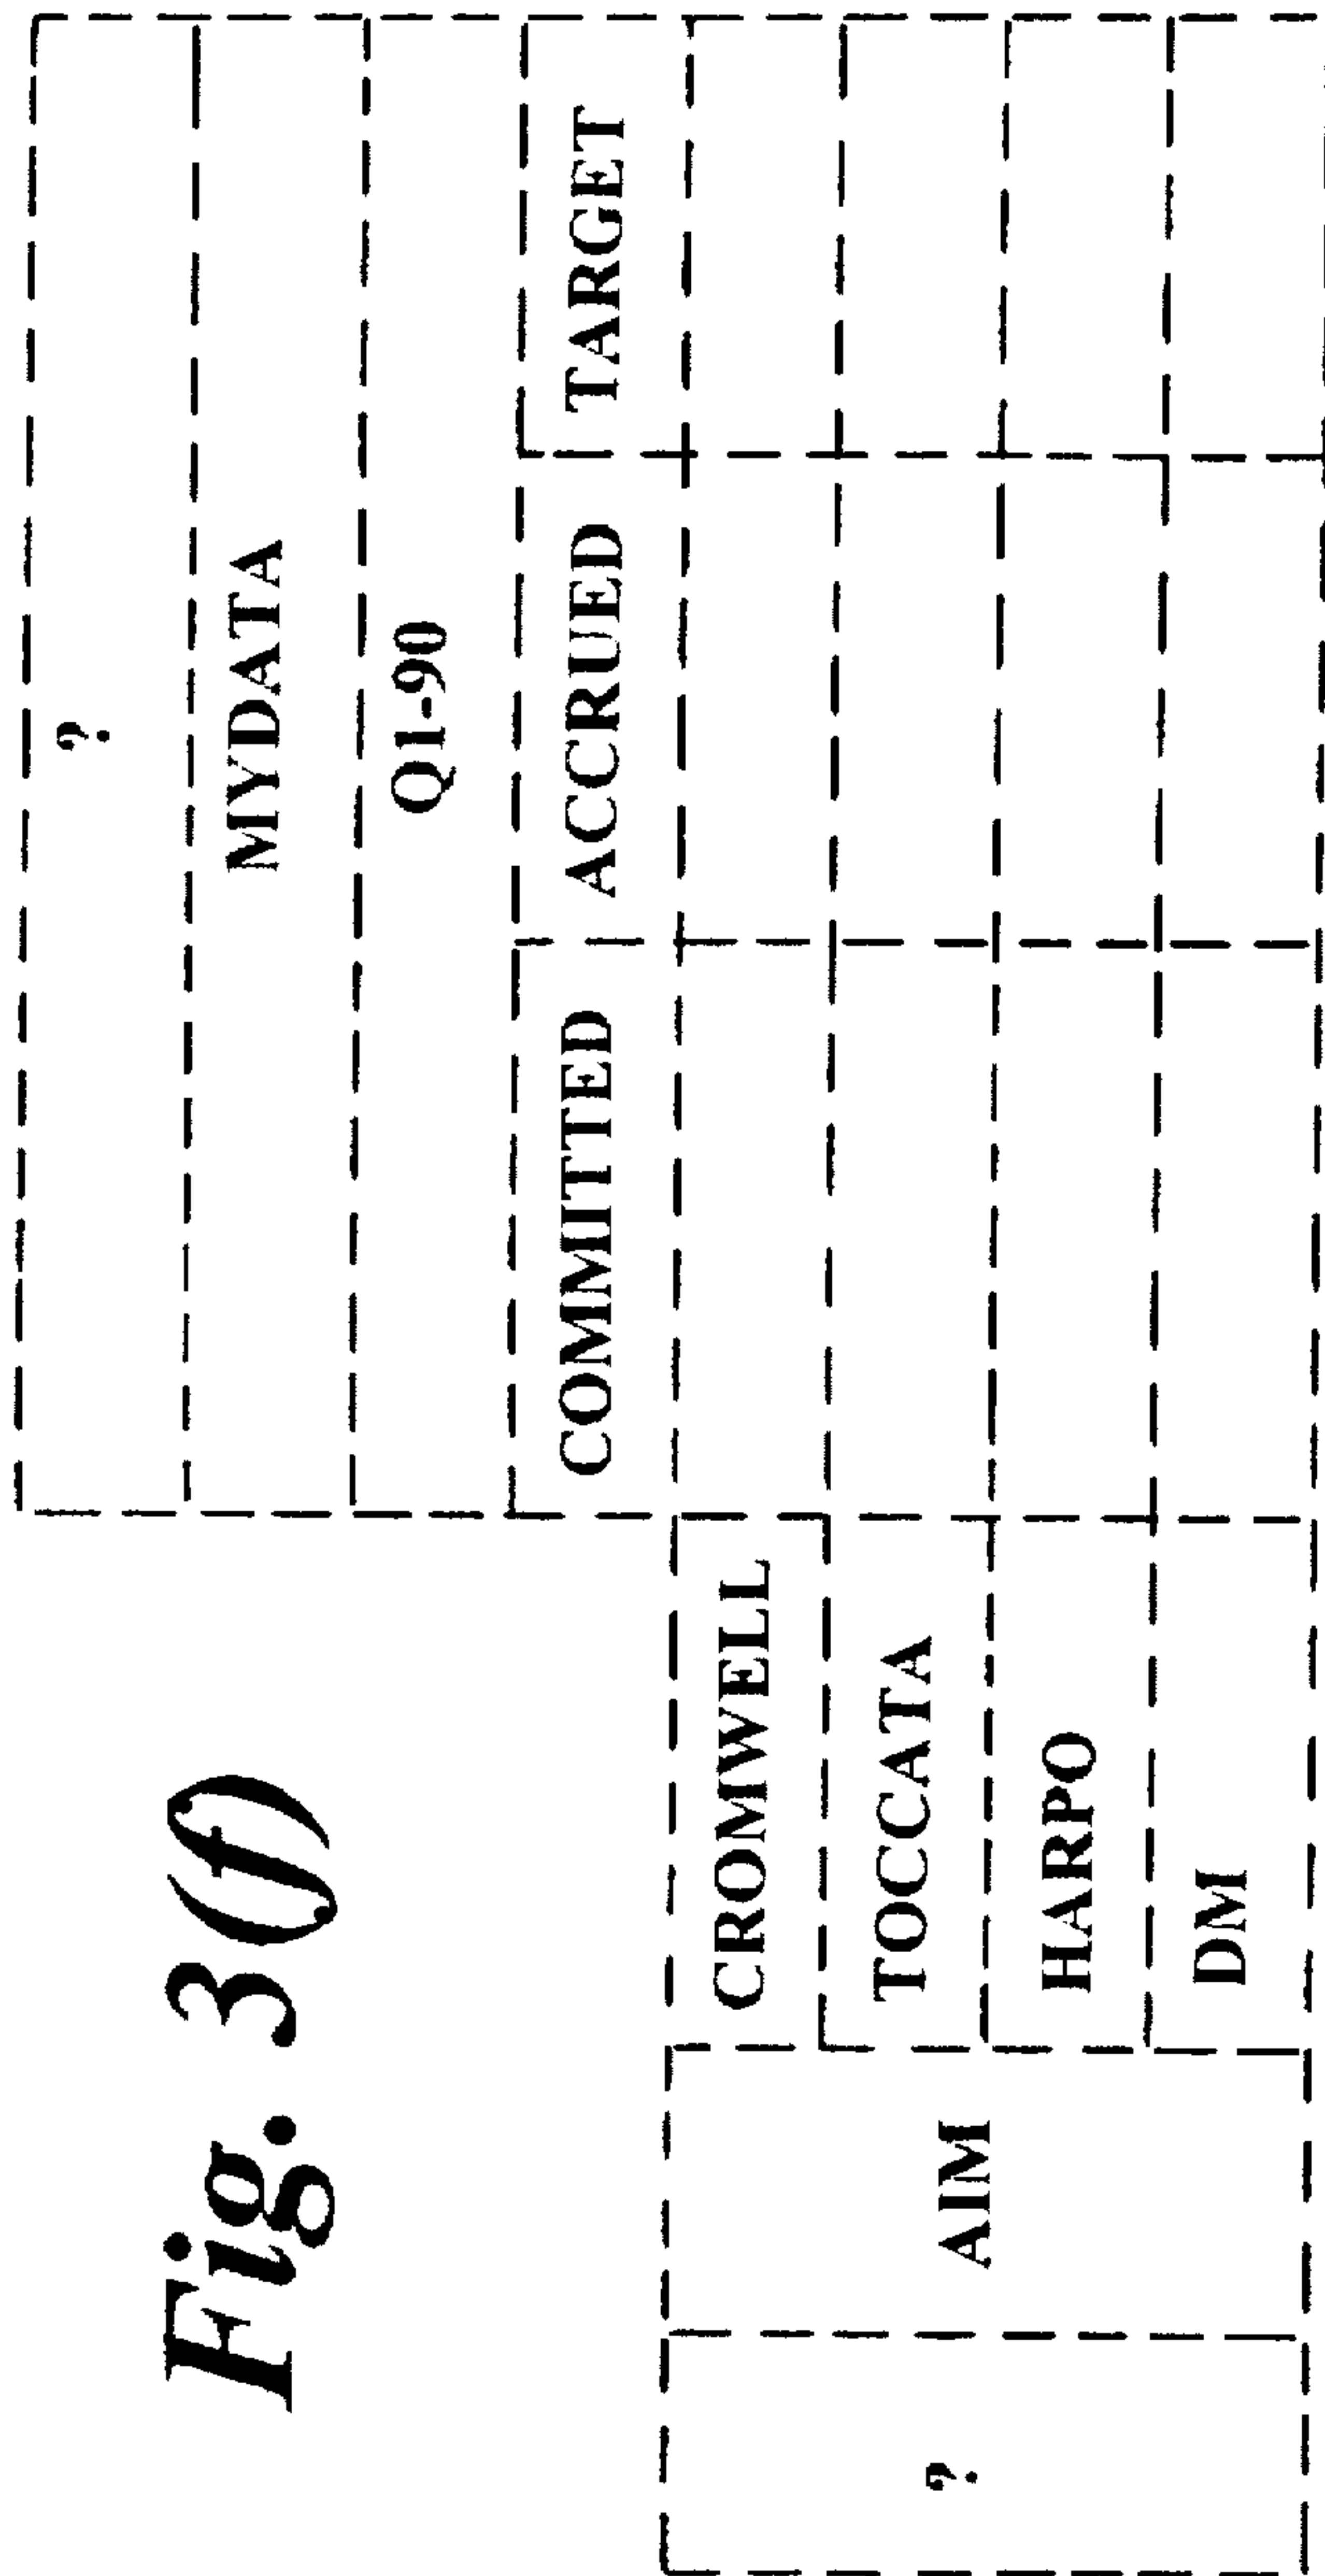 Fig. 3(f)
?
MYDATA
Q1-90
COMMITTED ACCRUED TARGET
CROMWELL
TOCCATA
? AIM
HARPO
DM